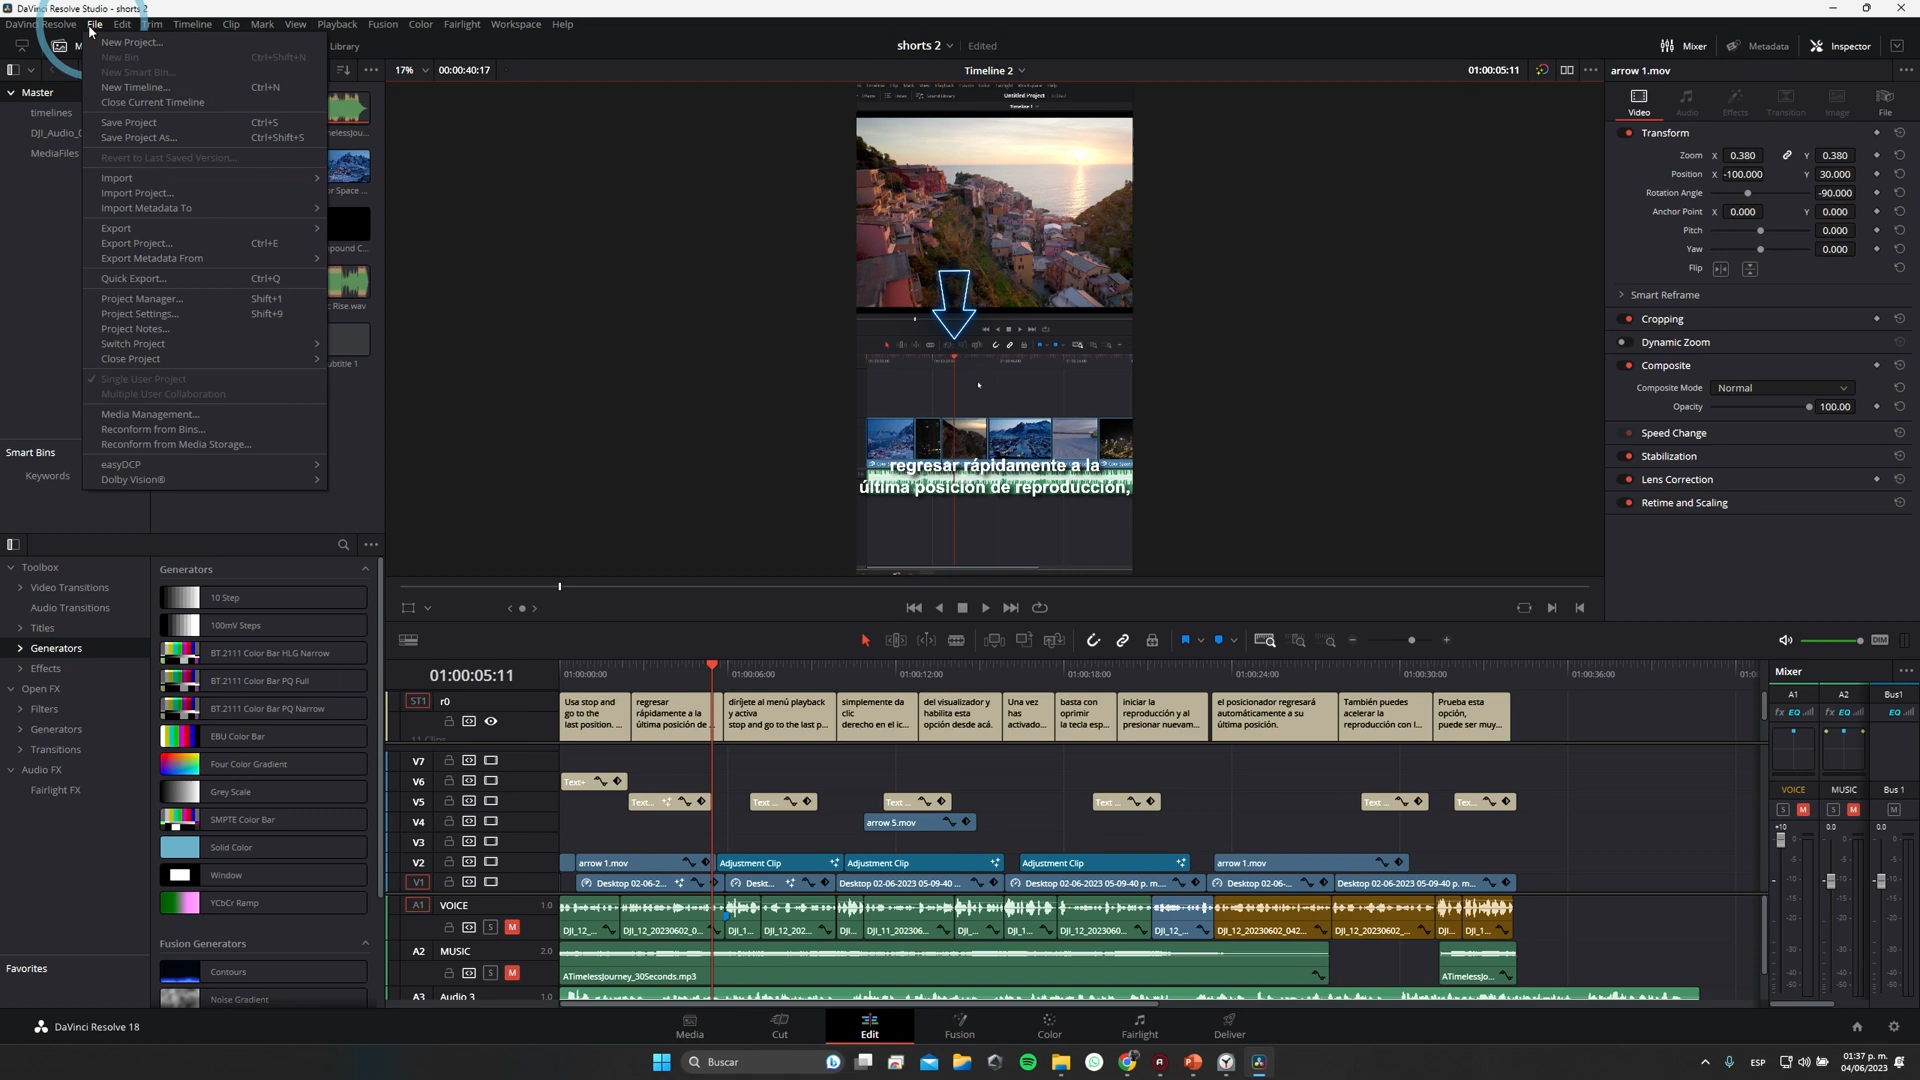 DaVinci Resolve Studio - shorts 2
DaVinci Resolve File Edit Trim Timeline Clip Mark View Playback Fusion Color Fairlight Workspace Help
Library
shorts 2 Edited
Mixer Metadata Inspector
New Project...
New Bin Ctrl+Shift+N
New Smart Bin...
New Timeline... Ctrl+N
Close Current Timeline
Save Project Ctrl+S
Save Project As... Ctrl+Shift+S
Revert to Last Saved Version...
Import
Import Project...
Import Metadata To
Export
Export Project... Ctrl+E
Export Metadata From
Quick Export... Ctrl+Q
Project Manager... Shift+1
Project Settings... Shift+9
Project Notes...
Switch Project
Close Project
Single User Project
Multiple User Collaboration
Media Management...
Reconform from Bins...
Reconform from Media Storage...
easyDCP
Dolby Vision®
Master
timelines
DJI_Audio_
MediaFiles
Smart Bins
Keywords
17% 00:00:40:17 Timeline 2 01:00:05:11
Untitled Project
Timeline 1
regresar rápidamente a la
última posición de reproducción,
arrow 1.mov
Video Audio Effects Transition Image File
Transform
Zoom X 0.380 Y 0.380
Position X -100.000 Y 30.000
Rotation Angle -90.000
Anchor Point X 0.000 Y 0.000
Pitch 0.000
Yaw 0.000
Flip
Smart Reframe
Cropping
Dynamic Zoom
Composite
Composite Mode Normal
Opacity 100.00
Speed Change
Stabilization
Lens Correction
Retime and Scaling
Toolbox
Video Transitions
Audio Transitions
Titles
Generators
Effects
Open FX
Filters
Generators
Transitions
Audio FX
Fairlight FX
Favorites
Generators
10 Step
100mV Steps
BT.2111 Color Bar HLG Narrow
BT.2111 Color Bar PQ Full
BT.2111 Color Bar PQ Narrow
EBU Color Bar
Four Color Gradient
Grey Scale
SMPTE Color Bar
Solid Color
Window
YCbCr Ramp
Fusion Generators
Contours
Noise Gradient
DIM
01:00:05:11
01:00:00:00 01:00:06:00 01:00:12:00 01:00:18:00 01:00:24:00 01:00:30:00 01:00:36:00
ST1 r0
Usa stop and
go to the
last position. ...
regresar
rápidamente a la
última posición de ...
diríjete al menú playback
y activa
stop and go to the last p...
simplemente da
clic
derecho en el ic...
del visualizador y
habilita esta
opción desde acá.
Una vez
has
activado...
basta con
oprimir
la tecla esp...
iniciar la
reproducción y al
presionar nuevam...
el posicionador regresará
automáticamente a su
última posición.
También puedes
acelerar la
reproducción con l...
Prueba esta
opción,
puede ser muy...
V7
V6 Text+
V5 Text... Text ... Text ... Text ... Text ... Tex...
V4 arrow 5.mov
V3
V2 arrow 1.mov Adjustment Clip Adjustment Clip Adjustment Clip arrow 1.mov
V1 Desktop 02-06-2... Deskt... Desktop 02-06-2023 05-09-40 ... Desktop 02-06-2023 05-09-40 p. m.... Desktop 02-06-... Desktop 02-06-2023 05-09-40 p. m...
A1 VOICE 1.0
S M DJI_12_... DJI_12_20230602_0... DJI_1... DJI_12_202... DJI... DJI_11_202306... DJI_... DJI_1... DJI_12_2023060... DJI_12_... DJI_12_20230602_042... DJI_12_20230602_... DJI... DJI_1...
A2 MUSIC 2.0
S M ATimelessJourney_30Seconds.mp3 ATimelessJo...
A3 Audio 3 1.0
Mixer
A1 A2 Bus1
fx EQ fx EQ EQ
VOICE MUSIC Bus 1
S M S M M
+10 0.0 0.0
DaVinci Resolve 18
Media Cut Edit Fusion Color Fairlight Deliver
Buscar
ESP
01:37 p. m.
04/06/2023